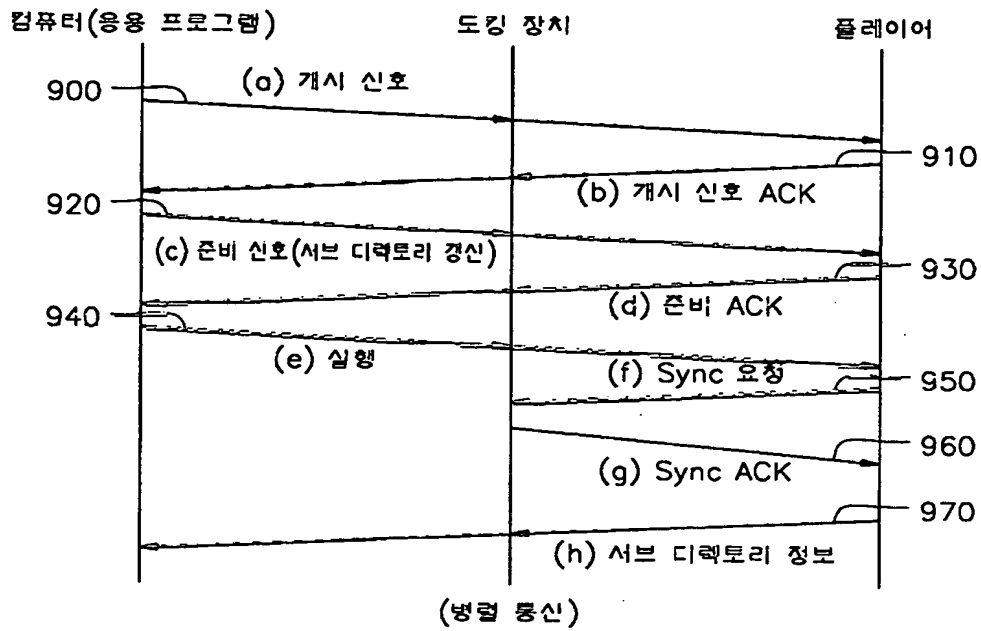 컴퓨터(응용 프로그램)
도킹 장치
플레이어
900
(a) 개시 신호
910
(b) 개시 신호 ACK
920
(c) 준비 신호(서브 디렉토리 갱신)
930
(d) 준비 ACK
940
(e) 실행
(f) Sync 요청
950
960
(g) Sync ACK
970
(h) 서브 디렉토리 정보
(병렬 통신)